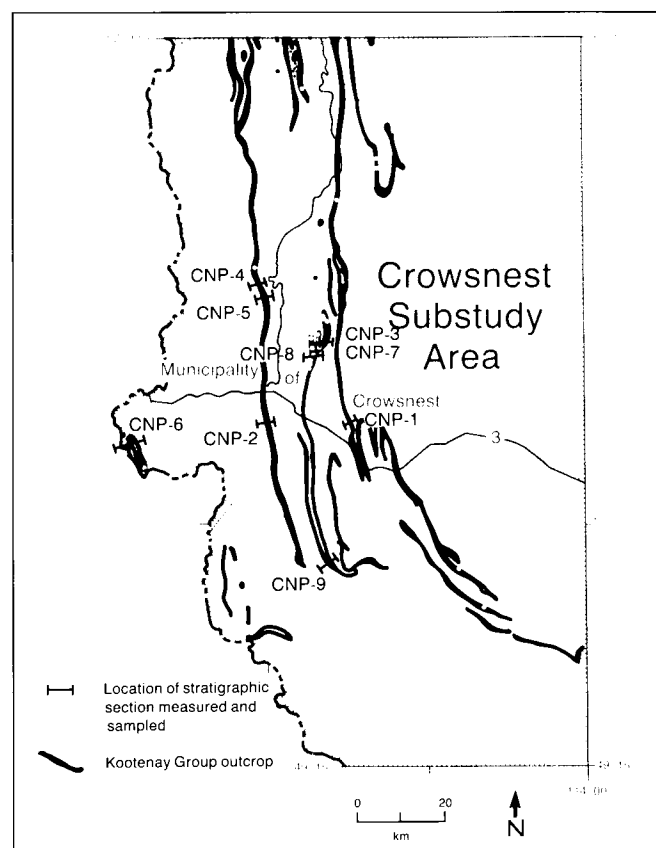 CNP-4
CNP-5
Crowsnest
Substudy
Area
CNP-3
CNP-8
CNP-7
Municipality
of
Crowsnest
CNP-1
CNP-6
CNP-2
3
CNP-9
Location of stratigraphic
section measured and
sampled
Kootenay Group outcrop
0 20
km
N